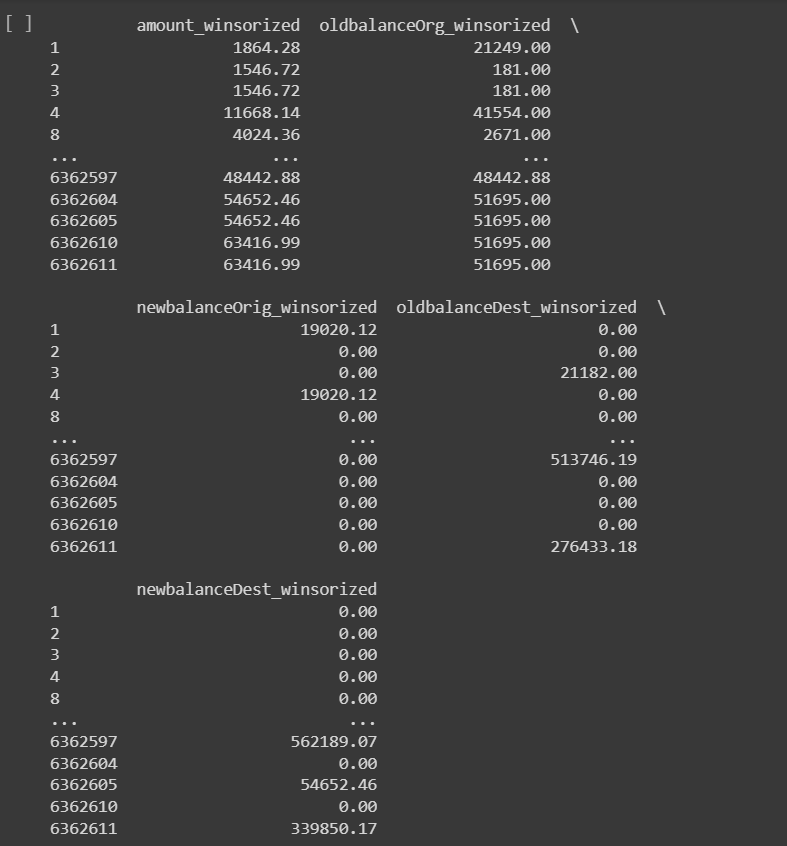 [ ] amount_winsorized oldbalanceOrg_winsorized \
1 1864.28 21249.00
2 1546.72 181.00
3 1546.72 181.00
4 11668.14 41554.00
8 4024.36 2671.00
... ... ...
6362597 48442.88 48442.88
6362604 54652.46 51695.00
6362605 54652.46 51695.00
6362610 63416.99 51695.00
6362611 63416.99 51695.00
newbalanceOrig_winsorized oldbalanceDest_winsorized \
1 19020.12 0.00
2 0.00 0.00
3 0.00 21182.00
4 19020.12 0.00
8 0.00 0.00
... ... ...
6362597 0.00 513746.19
6362604 0.00 0.00
6362605 0.00 0.00
6362610 0.00 0.00
6362611 0.00 276433.18
newbalanceDest_winsorized
1 0.00
2 0.00
3 0.00
4 0.00
8 0.00
... ...
6362597 562189.07
6362604 0.00
6362605 54652.46
6362610 0.00
6362611 339850.17